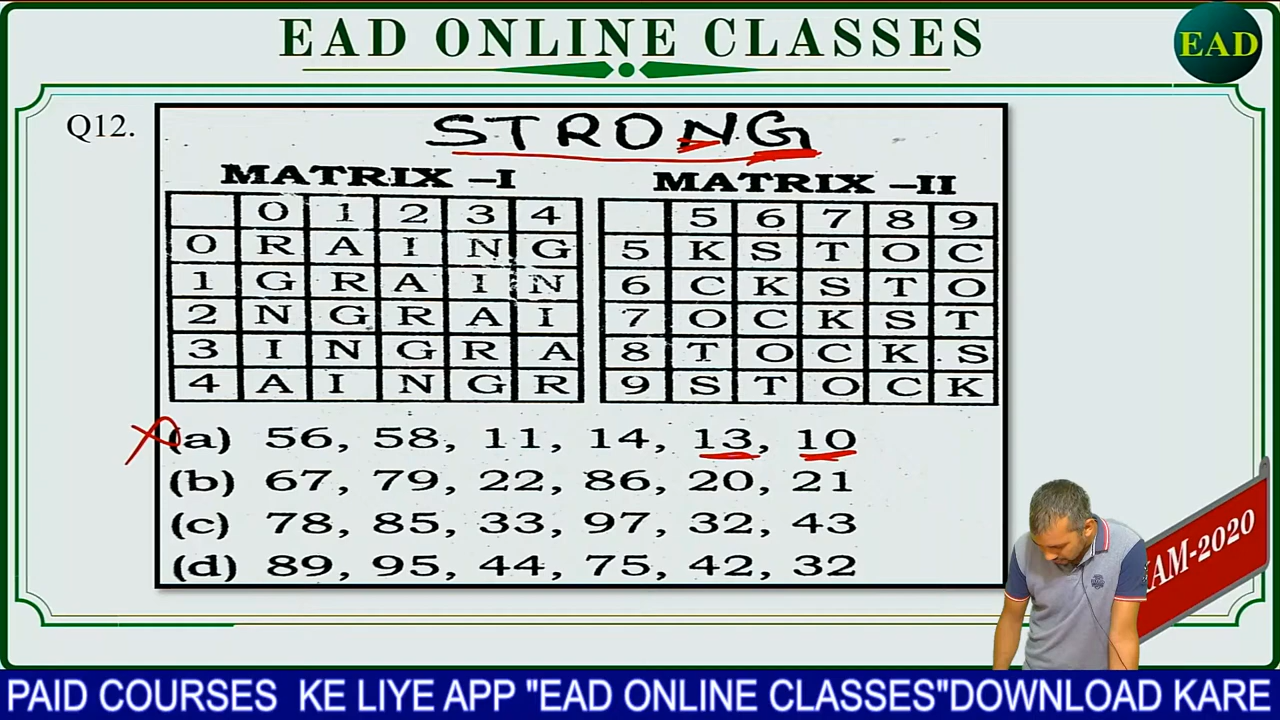 EAD ONLINE CLASSES
EAD
Q12.
STRONG
MATRIX -I
MATRIX -II
0 1 2 3 4
5 6 7 8 9
0 R A I N G
5 K S T O C
1 G R A I N
6 C K S T O
2 N G R A I
7 O C K S T
3 I N G R A
8 T O C K S
4 A I N G R
9 S T O C K
(a) 56, 58, 11, 14, 13, 10
(b) 67, 79, 22, 86, 20, 21
(c) 78, 85, 33, 97, 32, 43
(d) 89, 95, 44, 75, 42, 32
AM-2020
PAID COURSES KE LIYE APP "EAD ONLINE CLASSES"DOWNLOAD KARE